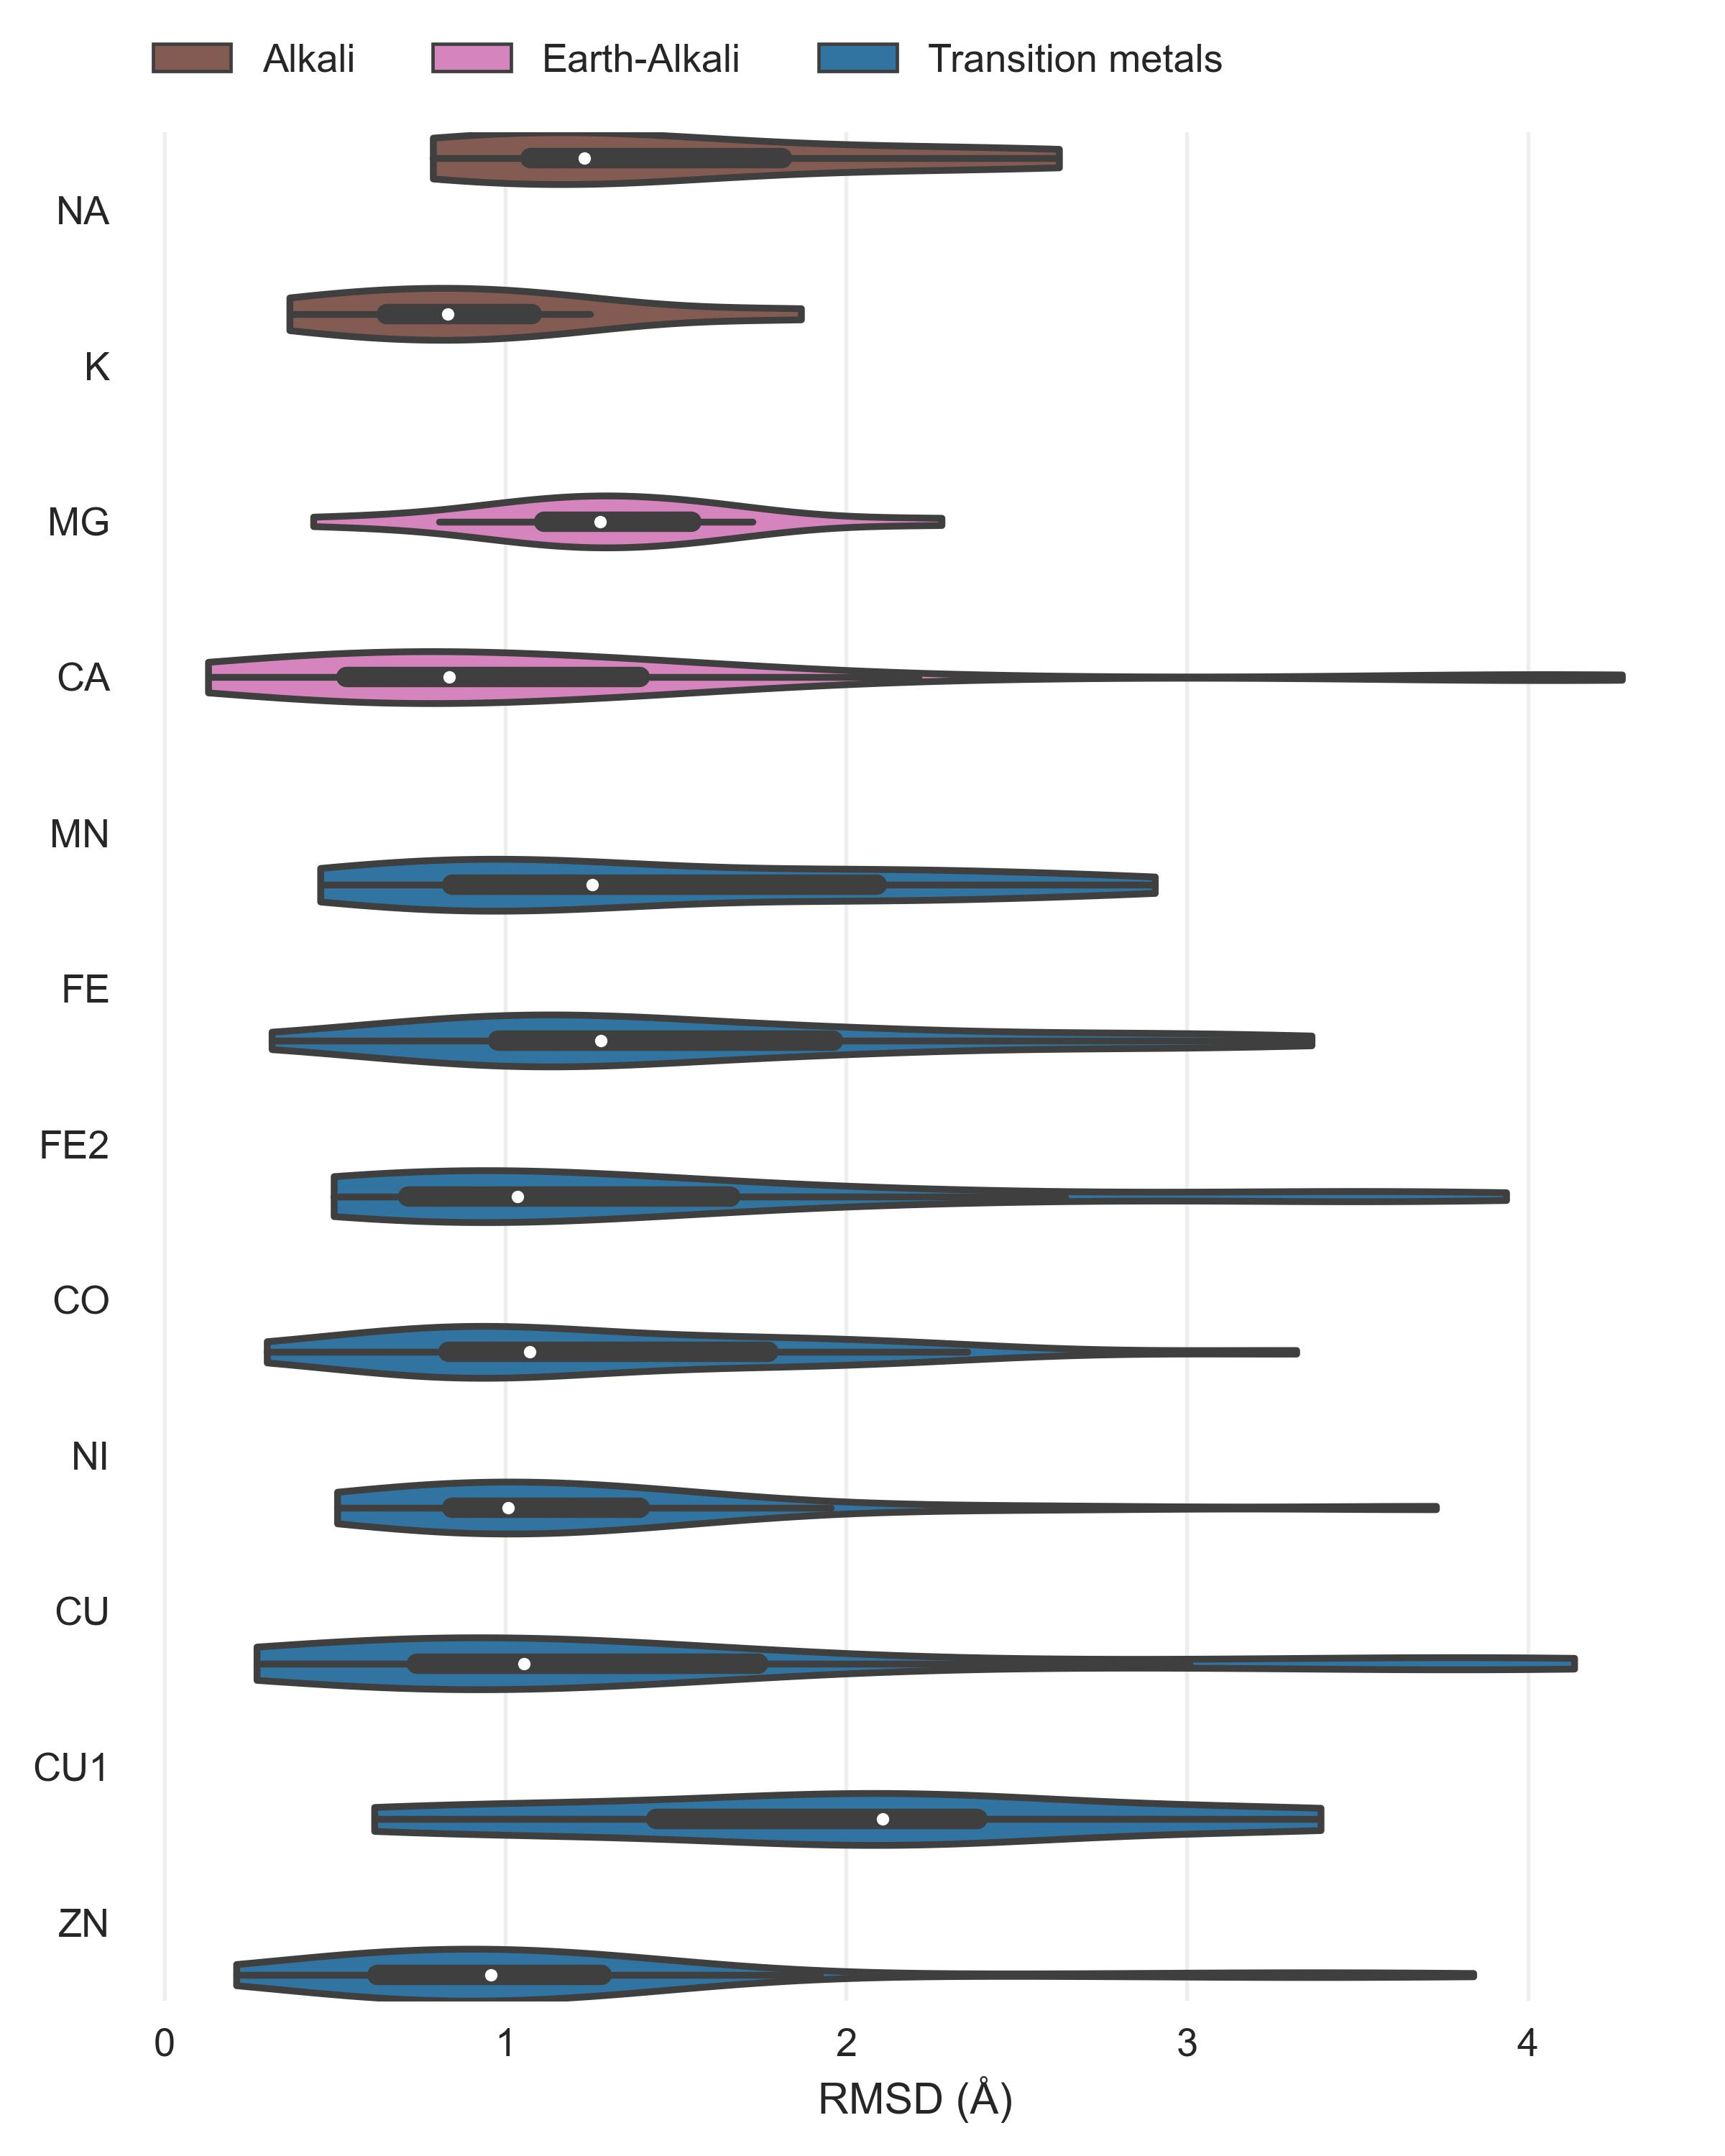 Alkali Earth-Alkali Transition metals
NA
K
MG
CA
MN
FE
FE2
CO
NI
CU
CU1
ZN
0 1 2 3 4
RMSD (Å)